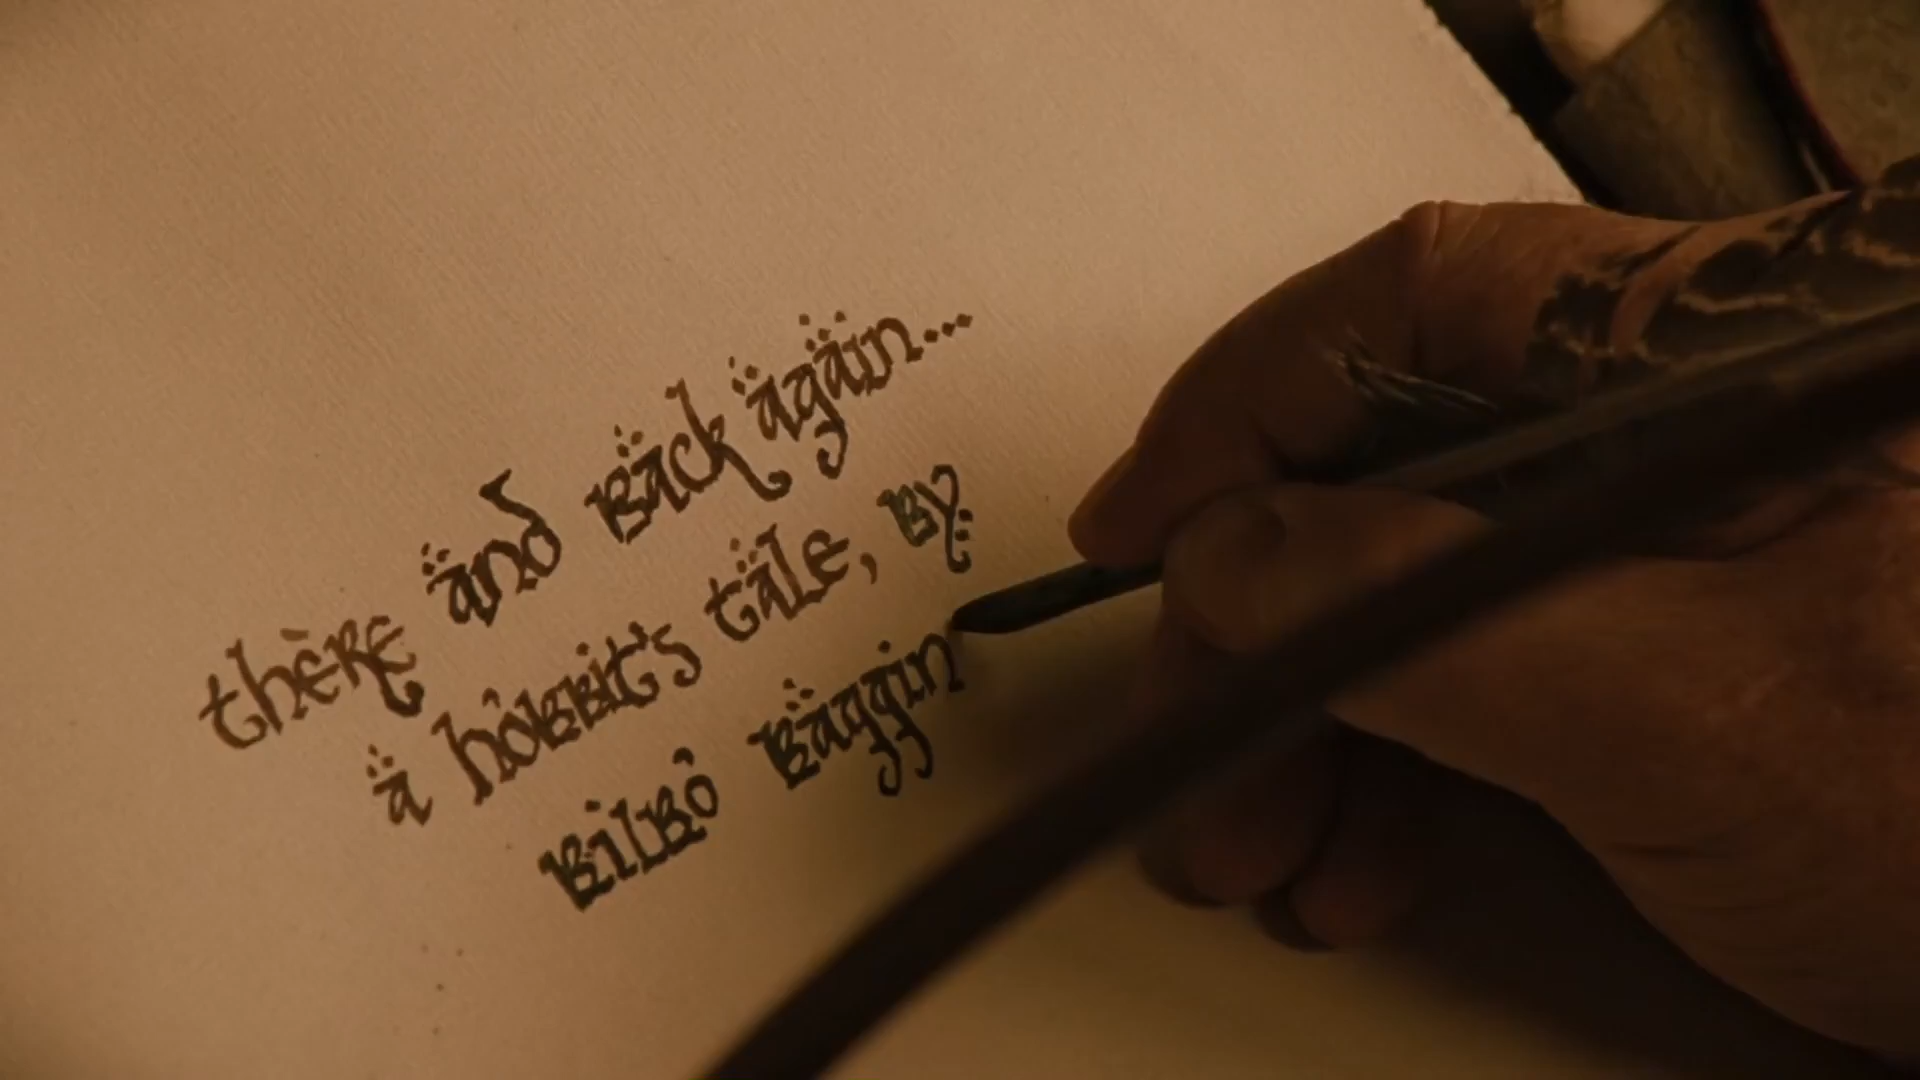 there and back again...
a hobbit's tale, by
bilbo baggin